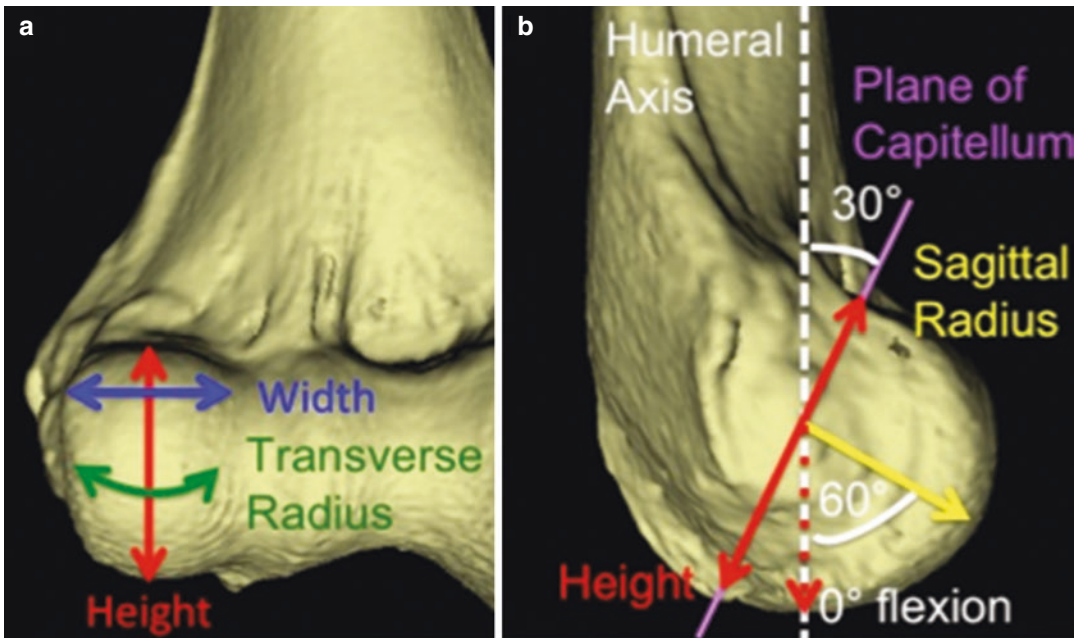 a
Width
Transverse
Radius
Height
b
Humeral
Axis
Plane of
Capitellum
30°
Sagittal
Radius
60°
Height
0° flexion